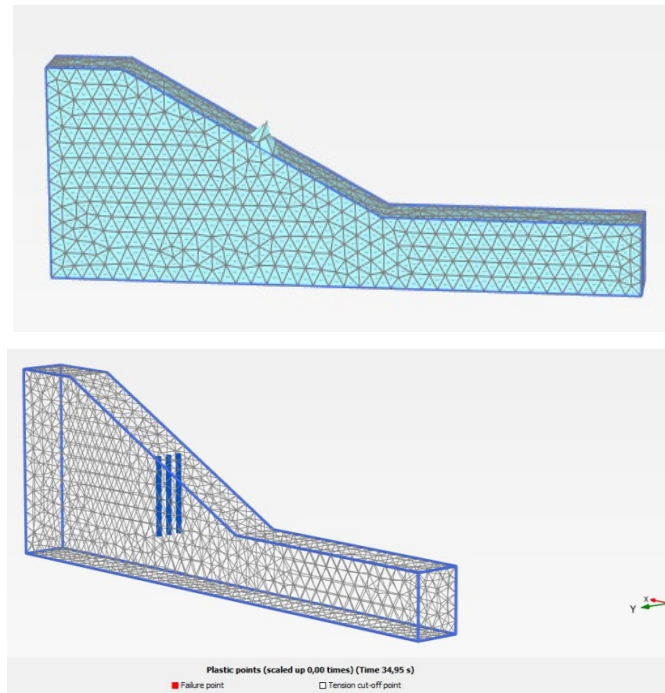 x
Y
Plastic points (scaled up 0,00 times) (Time 34,95 s)
Failure point Tension cut-off point